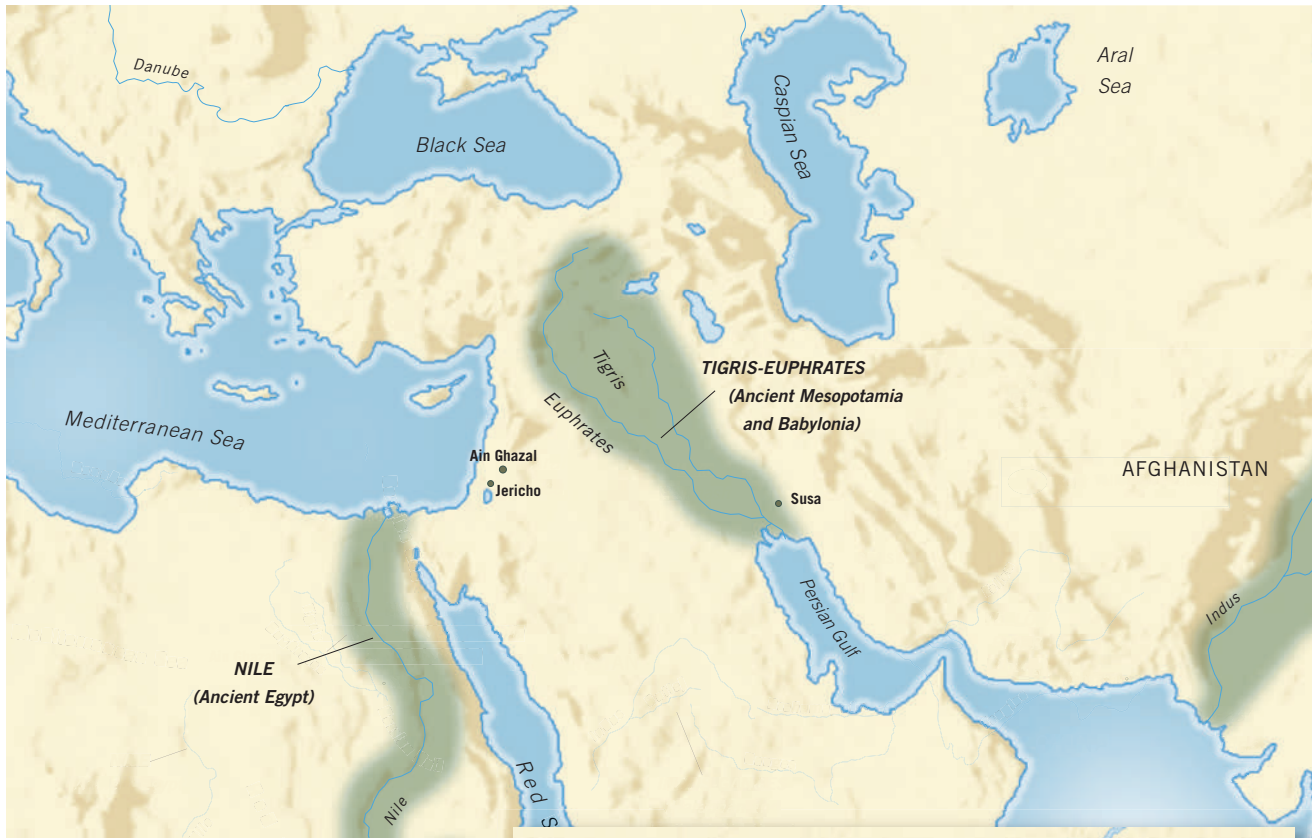 Danube
Black Sea
Caspian Sea
Aral
Sea
Tigris
Euphrates
TIGRIS-EUPHRATES
(Ancient Mesopotamia
and Babylonia)
Mediterranean Sea
Ain Ghazal
Jericho
Susa
AFGHANISTAN
Persian Gulf
Indus
NILE
(Ancient Egypt)
Nile
Red S